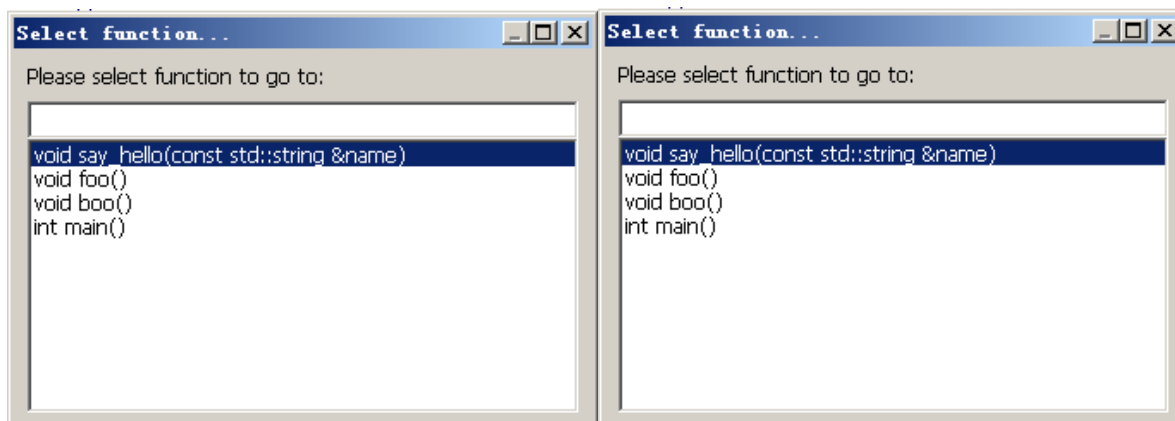 Select function...
Please select function to go to:
void say_hello(const std::string &name)
void foo()
void boo()
int main()
Select function...
Please select function to go to:
void say_hello(const std::string &name)
void foo()
void boo()
int main()